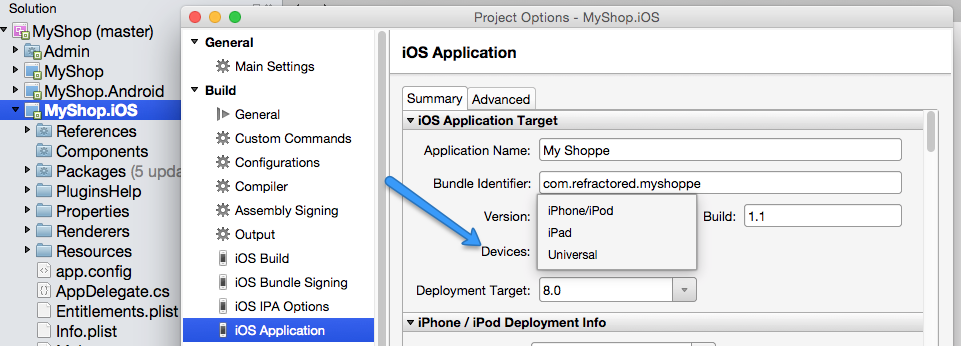 Solution
MyShop (master)
Admin
MyShop
MyShop.Android
MyShop.iOS
References
Components
Packages (5 upda
PluginsHelp
Properties
Renderers
Resources
app.config
AppDelegate.cs
Entitlements.plist
Info.plist
Project Options - MyShop.iOS
General
Main Settings
Build
General
Custom Commands
Configurations
Compiler
Assembly Signing
Output
iOS Build
iOS Bundle Signing
iOS IPA Options
iOS Application
iOS Application
Summary Advanced
iOS Application Target
Application Name: My Shoppe
Bundle Identifier: com.refractored.myshoppe
Version: Build: 1.1
Devices:
iPhone/iPod
iPad
Universal
Deployment Target: 8.0
iPhone / iPod Deployment Info